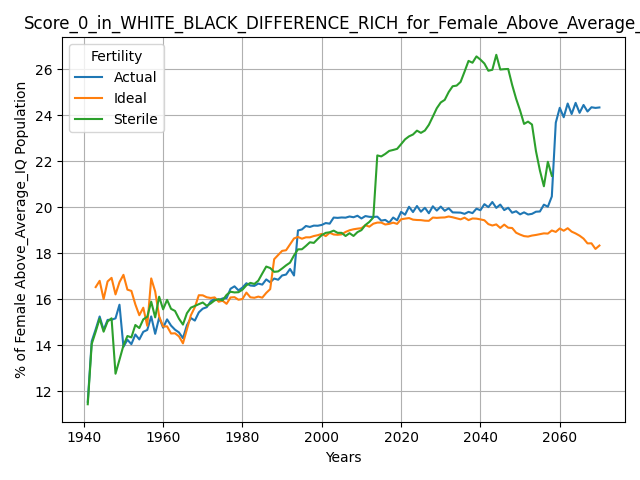 Score_0_in_WHITE_BLACK_DIFFERENCE_RICH_for_Female_Above_Average_
Fertility
Actual
Ideal
Sterile
% of Female Above_Average_IQ Population
26
24
22
20
18
16
14
12
1940
1960
1980
2000
2020
2040
2060
Years